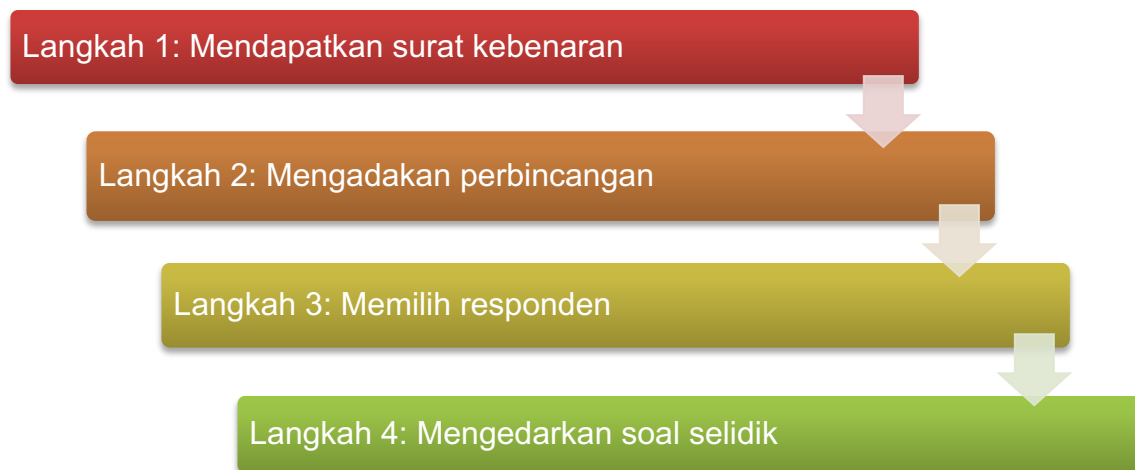 Langkah 1: Mendapatkan surat kebenaran
Langkah 2: Mengadakan perbincangan
Langkah 3: Memilih responden
Langkah 4: Mengedarkan soal selidik